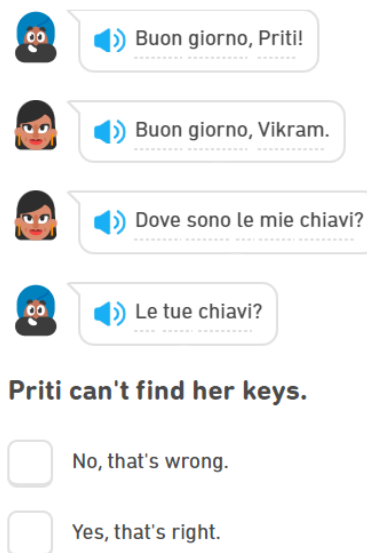 Buon giorno, Priti!
Buon giorno, Vikram.
Dove sono le mie chiavi?
Le tue chiavi?
Priti can't find her keys.
No, that's wrong.
Yes, that's right.